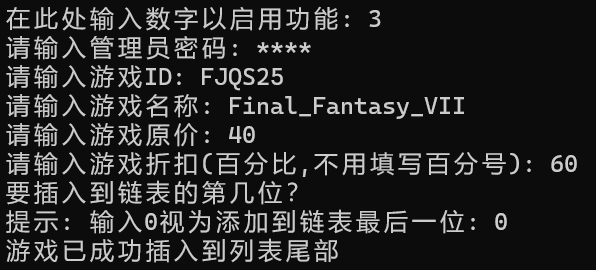 在此处输入数字以启用功能: 3
请输入管理员密码: ****
请输入游戏ID: FJQS25
请输入游戏名称: Final_Fantasy_VII
请输入游戏原价: 40
请输入游戏折扣(百分比,不用填写百分号): 60
要插入到链表的第几位?
提示: 输入0视为添加到链表最后一位: 0
游戏已成功插入到列表尾部